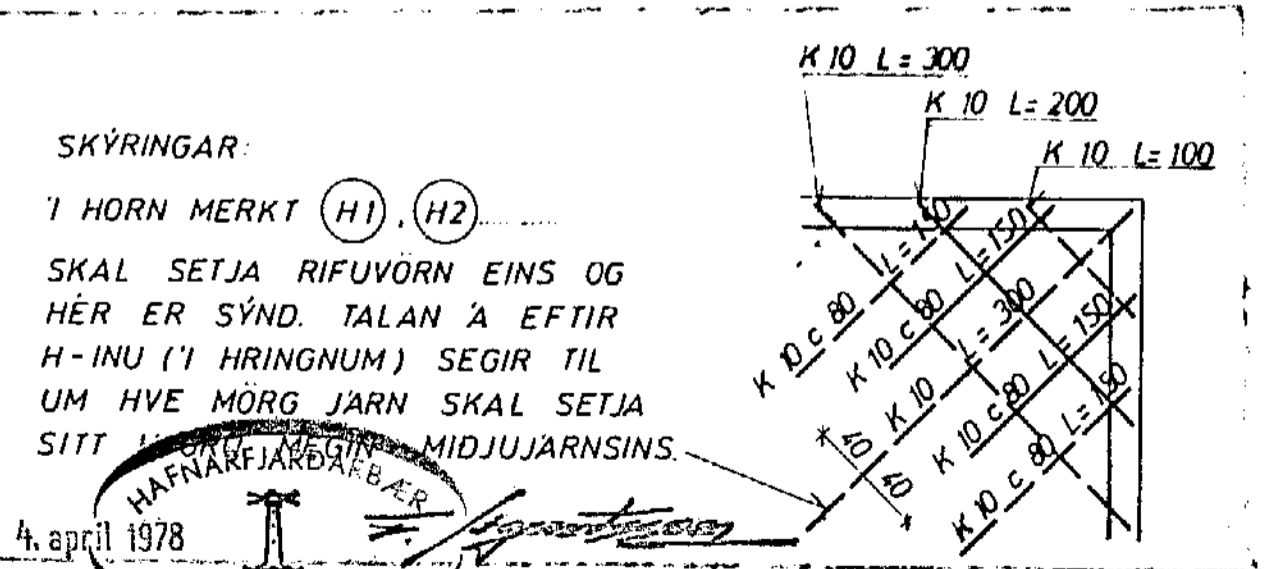 K 10 L = 300
K 10 L = 200
K 10 L = 100
SKÝRINGAR:
Í HORN MERKT (H1), (H2)..........
SKAL SETJA RIFUVÖRN EINS OG
HÉR ER SÝND. TALAN Á EFTIR
H-INU (Í HRINGNUM) SEGIR TIL
UM HVE MÖRG JÁRN SKAL SETJA
SITT MEGIN MIDJUJÁRNSINS.
K 10 c 80
K 10 c 80 L = 150
K 10 L = 300
K 10 c 80 L = 150
K 10 c 80 L = 150
40 40
HAFNARFJARÐARBÆR
4. april 1978